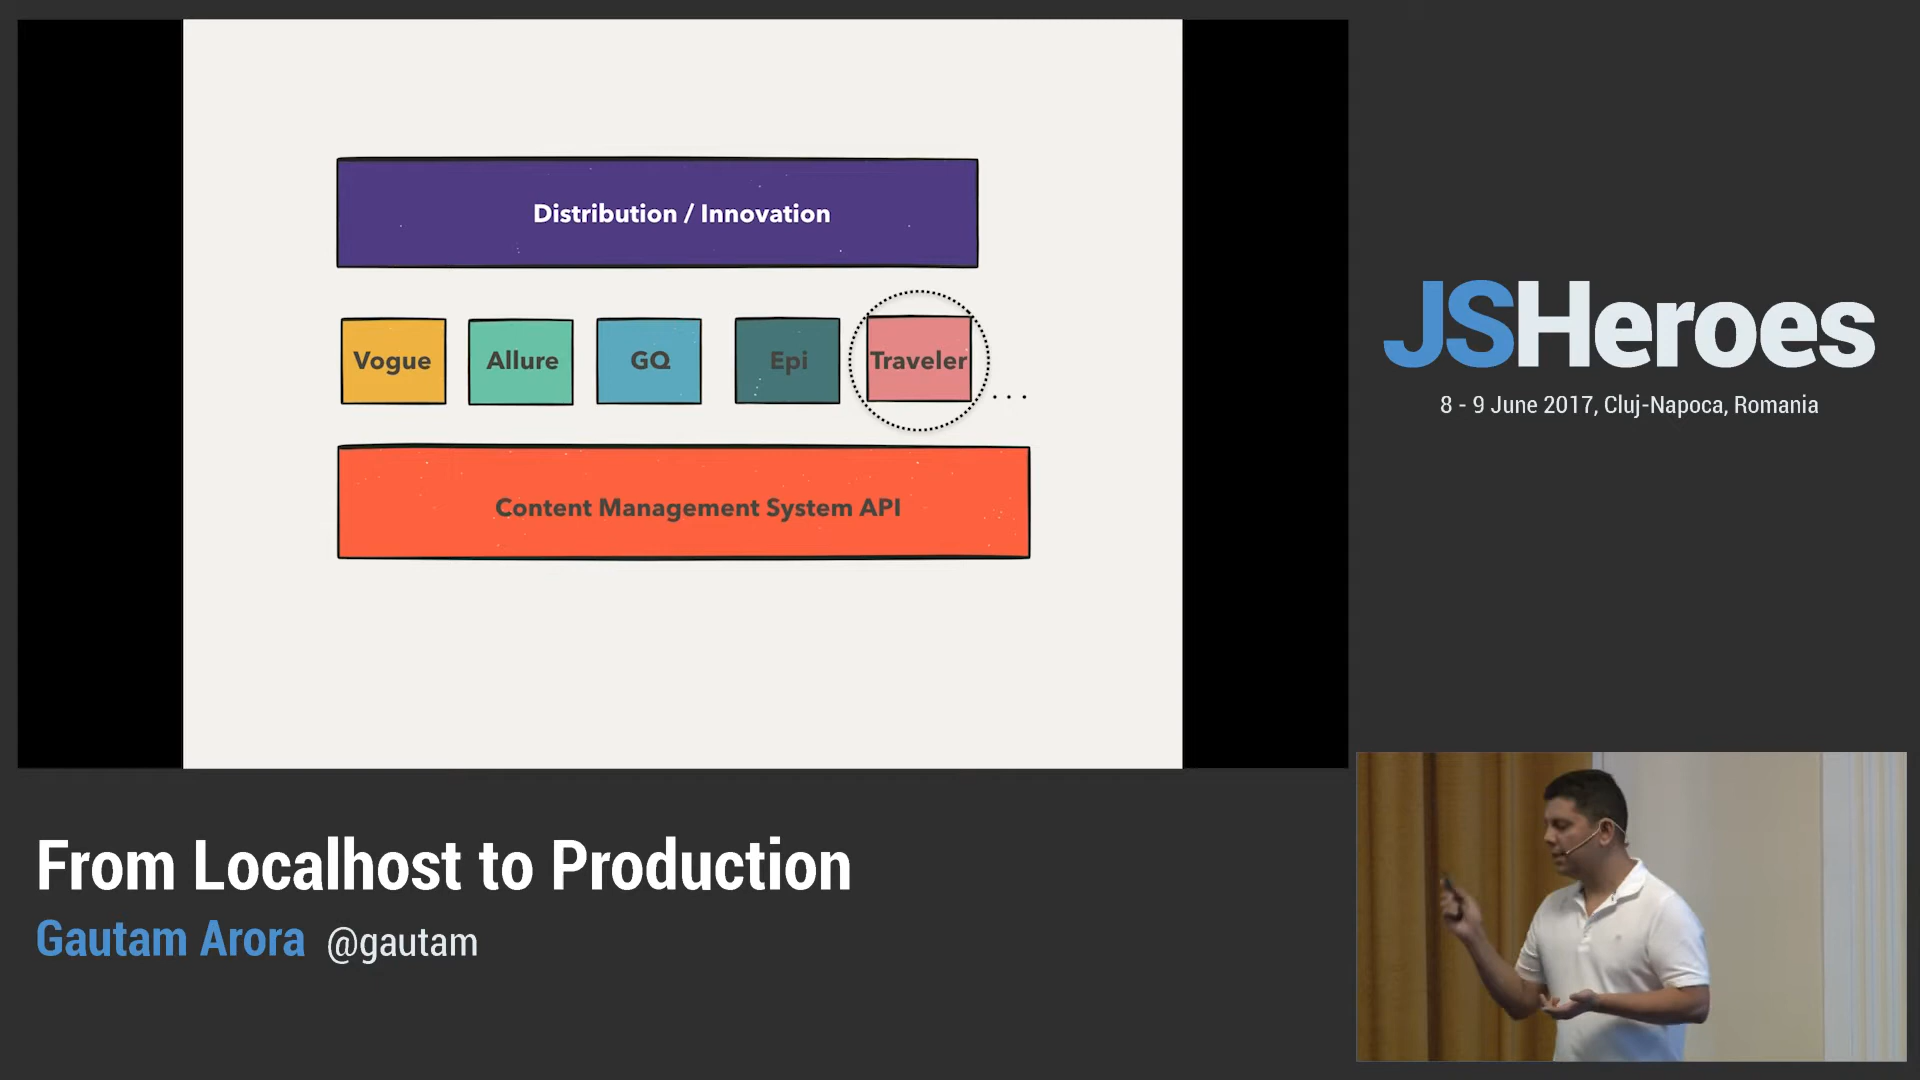 Distribution / Innovation
Vogue
Allure
GQ
Epi
Traveler
...
Content Management System API
JSHeroes
8 - 9 June 2017, Cluj-Napoca, Romania
From Localhost to Production
Gautam Arora @gautam